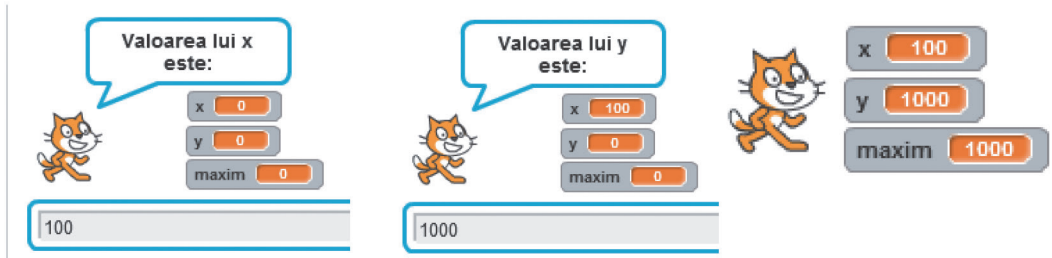 Valoarea lui x
este:
x 0
y 0
maxim 0
100
Valoarea lui y
este:
x 100
y 0
maxim 0
1000
x 100
y 1000
maxim 1000